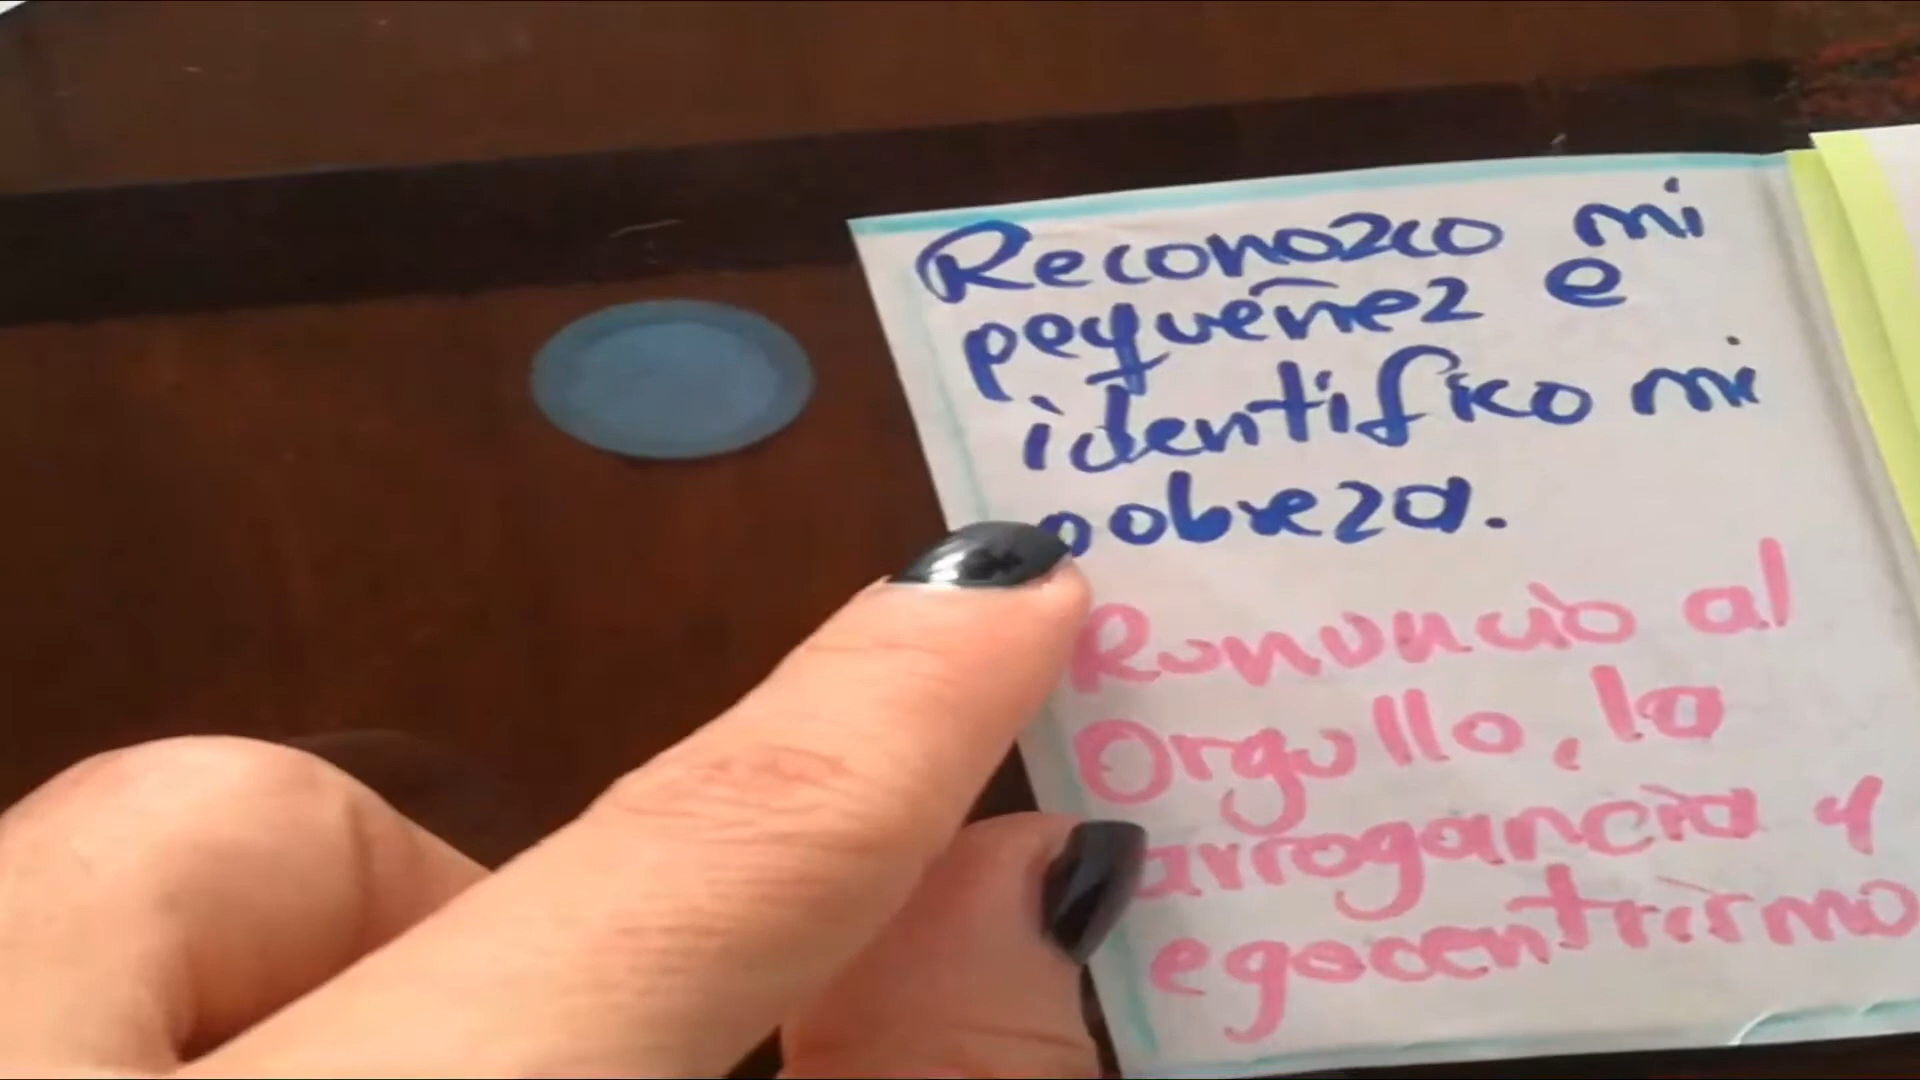 Reconozco mi
pequeñez e
identifico mi
pobreza.
Renuncio al
Orgullo, la
arrogancia y
egocentrismo